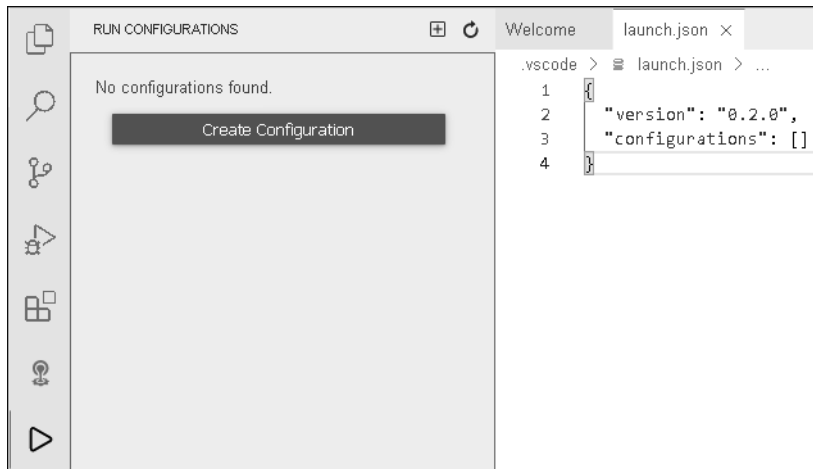 RUN CONFIGURATIONS
No configurations found.
Create Configuration
Welcome
launch.json ×
.vscode > launch.json > ...
1 {
2 "version": "0.2.0",
3 "configurations": []
4 }